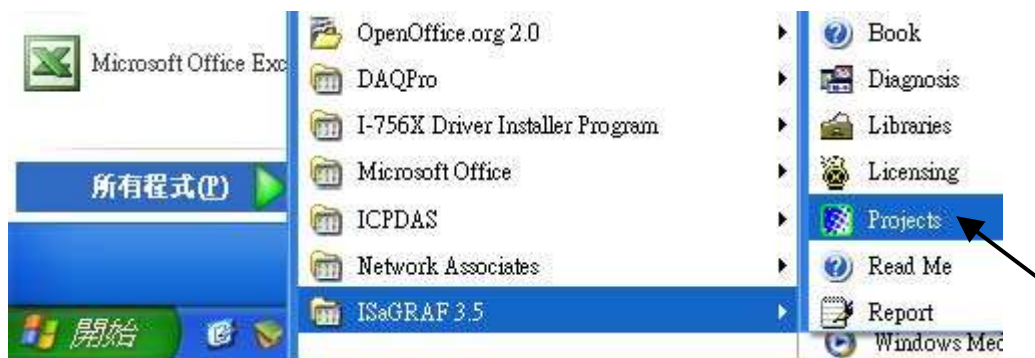 Microsoft Office Exc
所有程式(P)
開始
OpenOffice.org 2.0
DAQPro
I-756X Driver Installer Program
Microsoft Office
ICPDAS
Network Associates
ISaGRAF 3.5
Book
Diagnosis
Libraries
Licensing
Projects
Read Me
Report
Windows Med